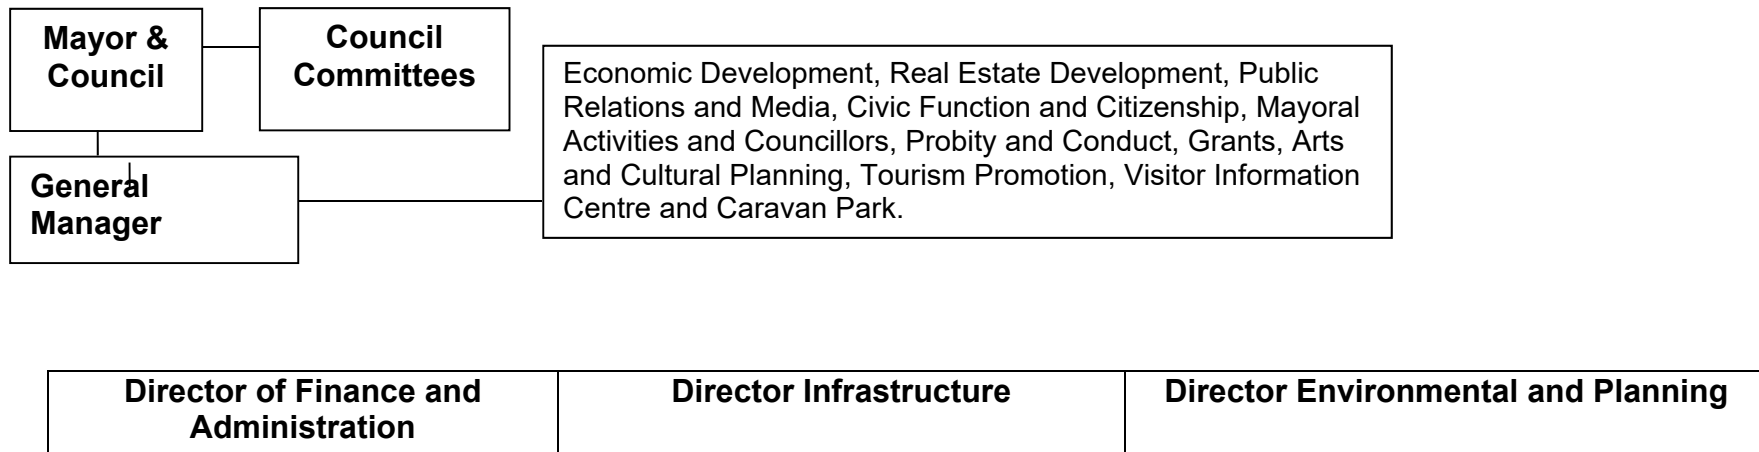 Mayor &
Council
Council
Committees
Economic Development, Real Estate Development, Public
Relations and Media, Civic Function and Citizenship, Mayoral
Activities and Councillors, Probity and Conduct, Grants, Arts
and Cultural Planning, Tourism Promotion, Visitor Information
Centre and Caravan Park.
General
Manager
Director of Finance and
Administration
Director Infrastructure
Director Environmental and Planning